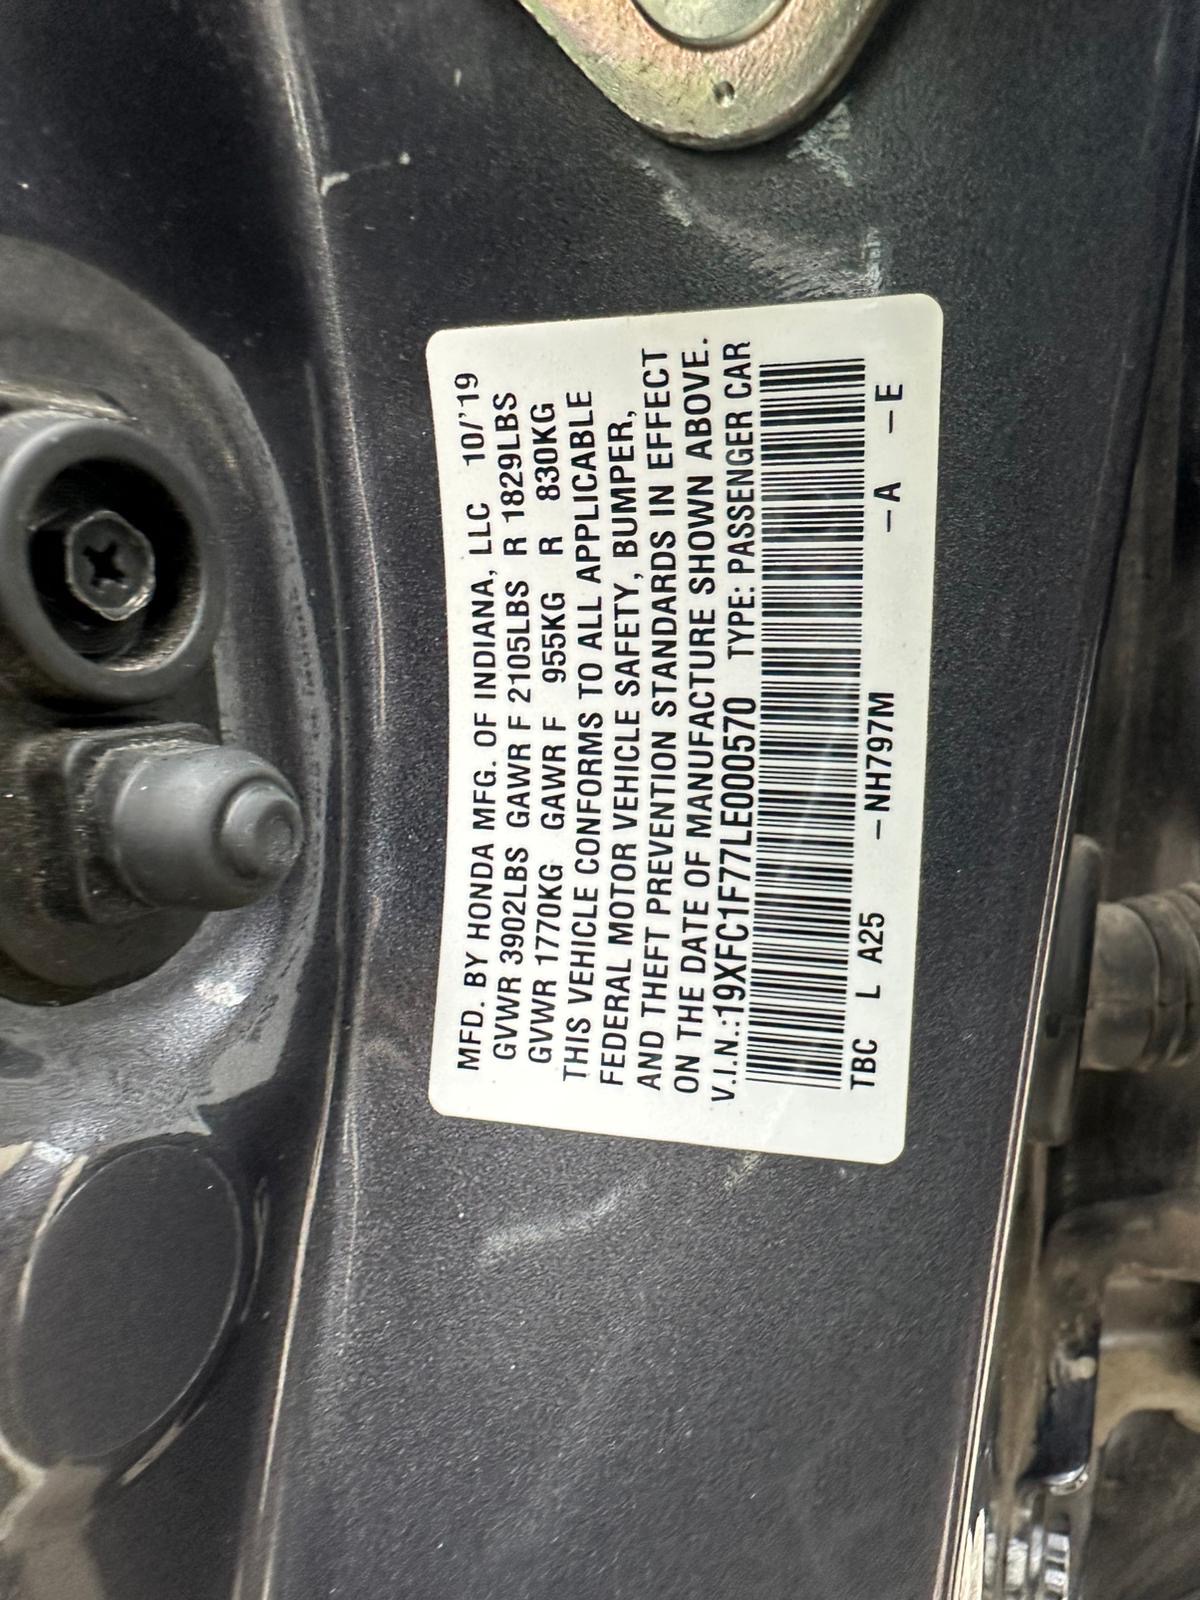 MFD. BY HONDA MFG. OF INDIANA, LLC 10/'19
GVWR 3902LBS GAWR F 2105LBS R 1829LBS
GVWR 1770KG GAWR F 955KG R 830KG
THIS VEHICLE CONFORMS TO ALL APPLICABLE
FEDERAL MOTOR VEHICLE SAFETY, BUMPER,
AND THEFT PREVENTION STANDARDS IN EFFECT
ON THE DATE OF MANUFACTURE SHOWN ABOVE.
V.I.N.:19XFC1F77LE000570 TYPE: PASSENGER CAR
TBC L A25 –NH797M –A –E